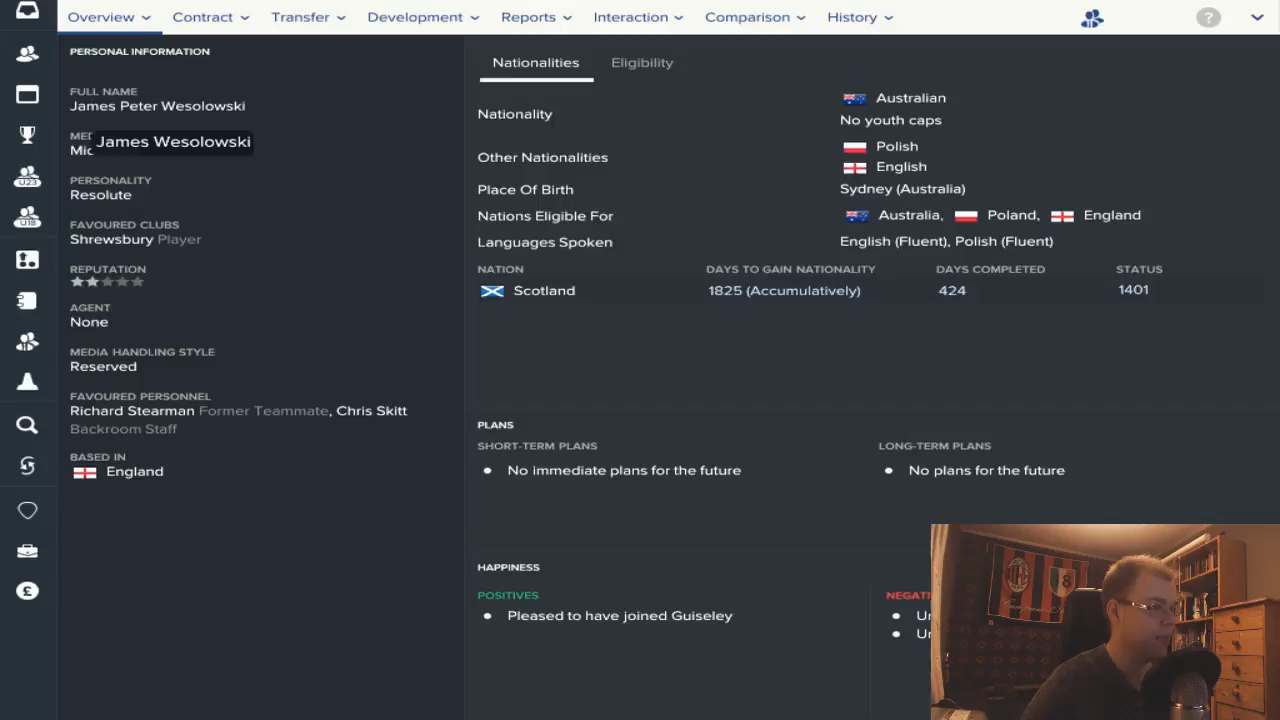 Overview Contract Transfer Development Reports Interaction Comparison History ?
PERSONAL INFORMATION
FULL NAME
James Peter Wesolowski
James Wesolowski
PERSONALITY
Resolute
FAVOURED CLUBS
Shrewsbury Player
REPUTATION
AGENT
None
MEDIA HANDLING STYLE
Reserved
FAVOURED PERSONNEL
Richard Stearman Former Teammate, Chris Skitt
Backroom Staff
BASED IN
England
U23
U18
£
Nationalities Eligibility
Nationality Australian
No youth caps
Other Nationalities Polish
English
Place Of Birth Sydney (Australia)
Nations Eligible For Australia, Poland, England
Languages Spoken English (Fluent), Polish (Fluent)
NATION DAYS TO GAIN NATIONALITY DAYS COMPLETED STATUS
Scotland 1825 (Accumulatively) 424 1401
PLANS
SHORT-TERM PLANS LONG-TERM PLANS
No immediate plans for the future No plans for the future
HAPPINESS
POSITIVES
Pleased to have joined Guiseley